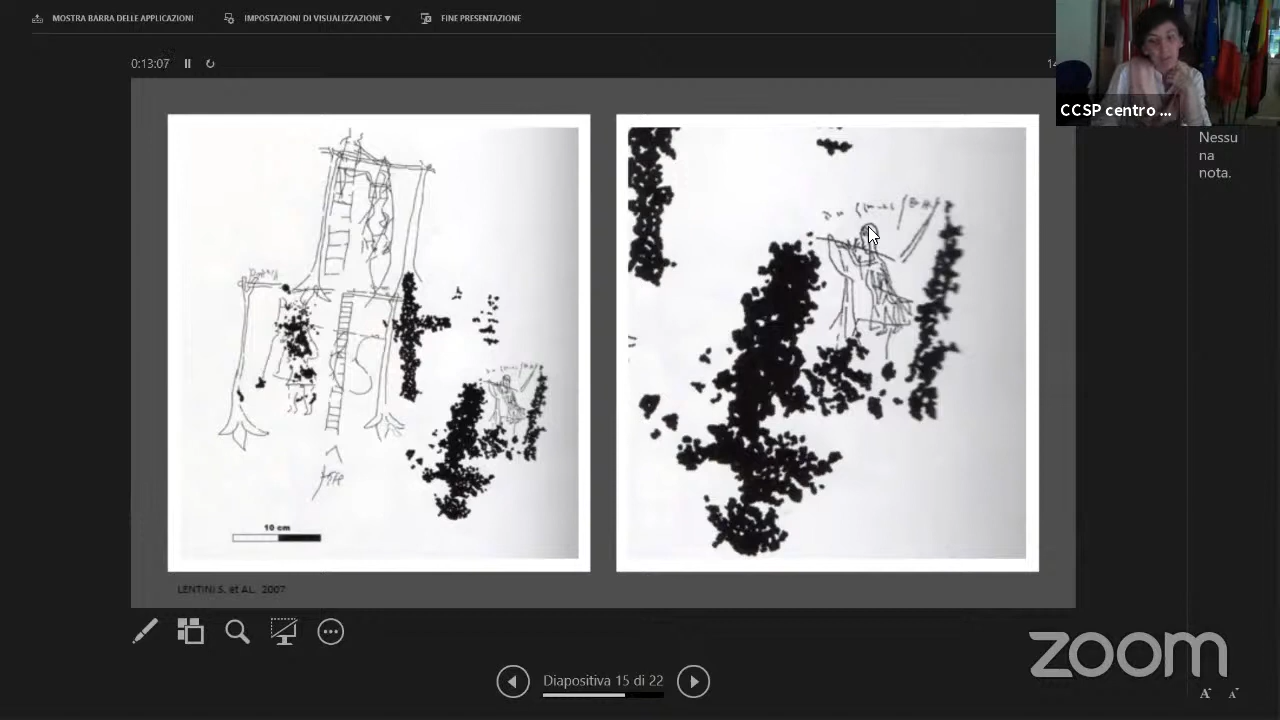 MOSTRA BARRA DELLE APPLICAZIONI
IMPOSTAZIONI DI VISUALIZZAZIONE ▼
FINE PRESENTAZIONE
0:13:07
14
CCSP centro ...
Nessu
na
nota.
10 cm
LENTINI S. et AL. 2007
Diapositiva 15 di 22
zoom
A A